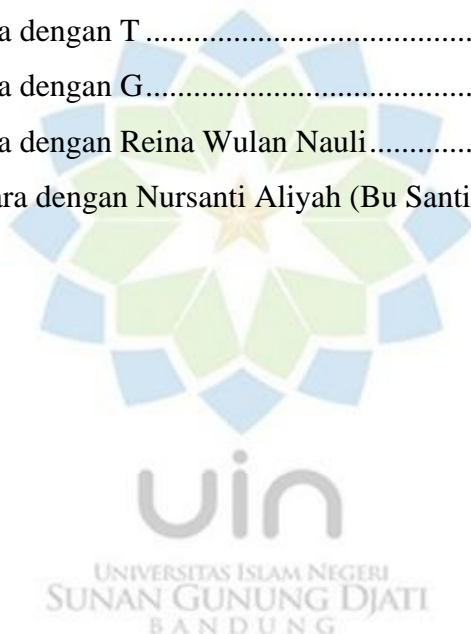 a dengan T ........................................
a dengan G........................................
a dengan Reina Wulan Nauli.............
ara dengan Nursanti Aliyah (Bu Santi
uin
UNIVERSITAS ISLAM NEGERI
SUNAN GUNUNG DJATI
BANDUNG